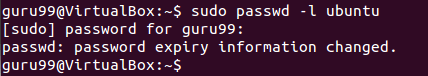 guru99@VirtualBox:~$ sudo passwd -l ubuntu
[sudo] password for guru99:
passwd: password expiry information changed.
guru99@VirtualBox:~$